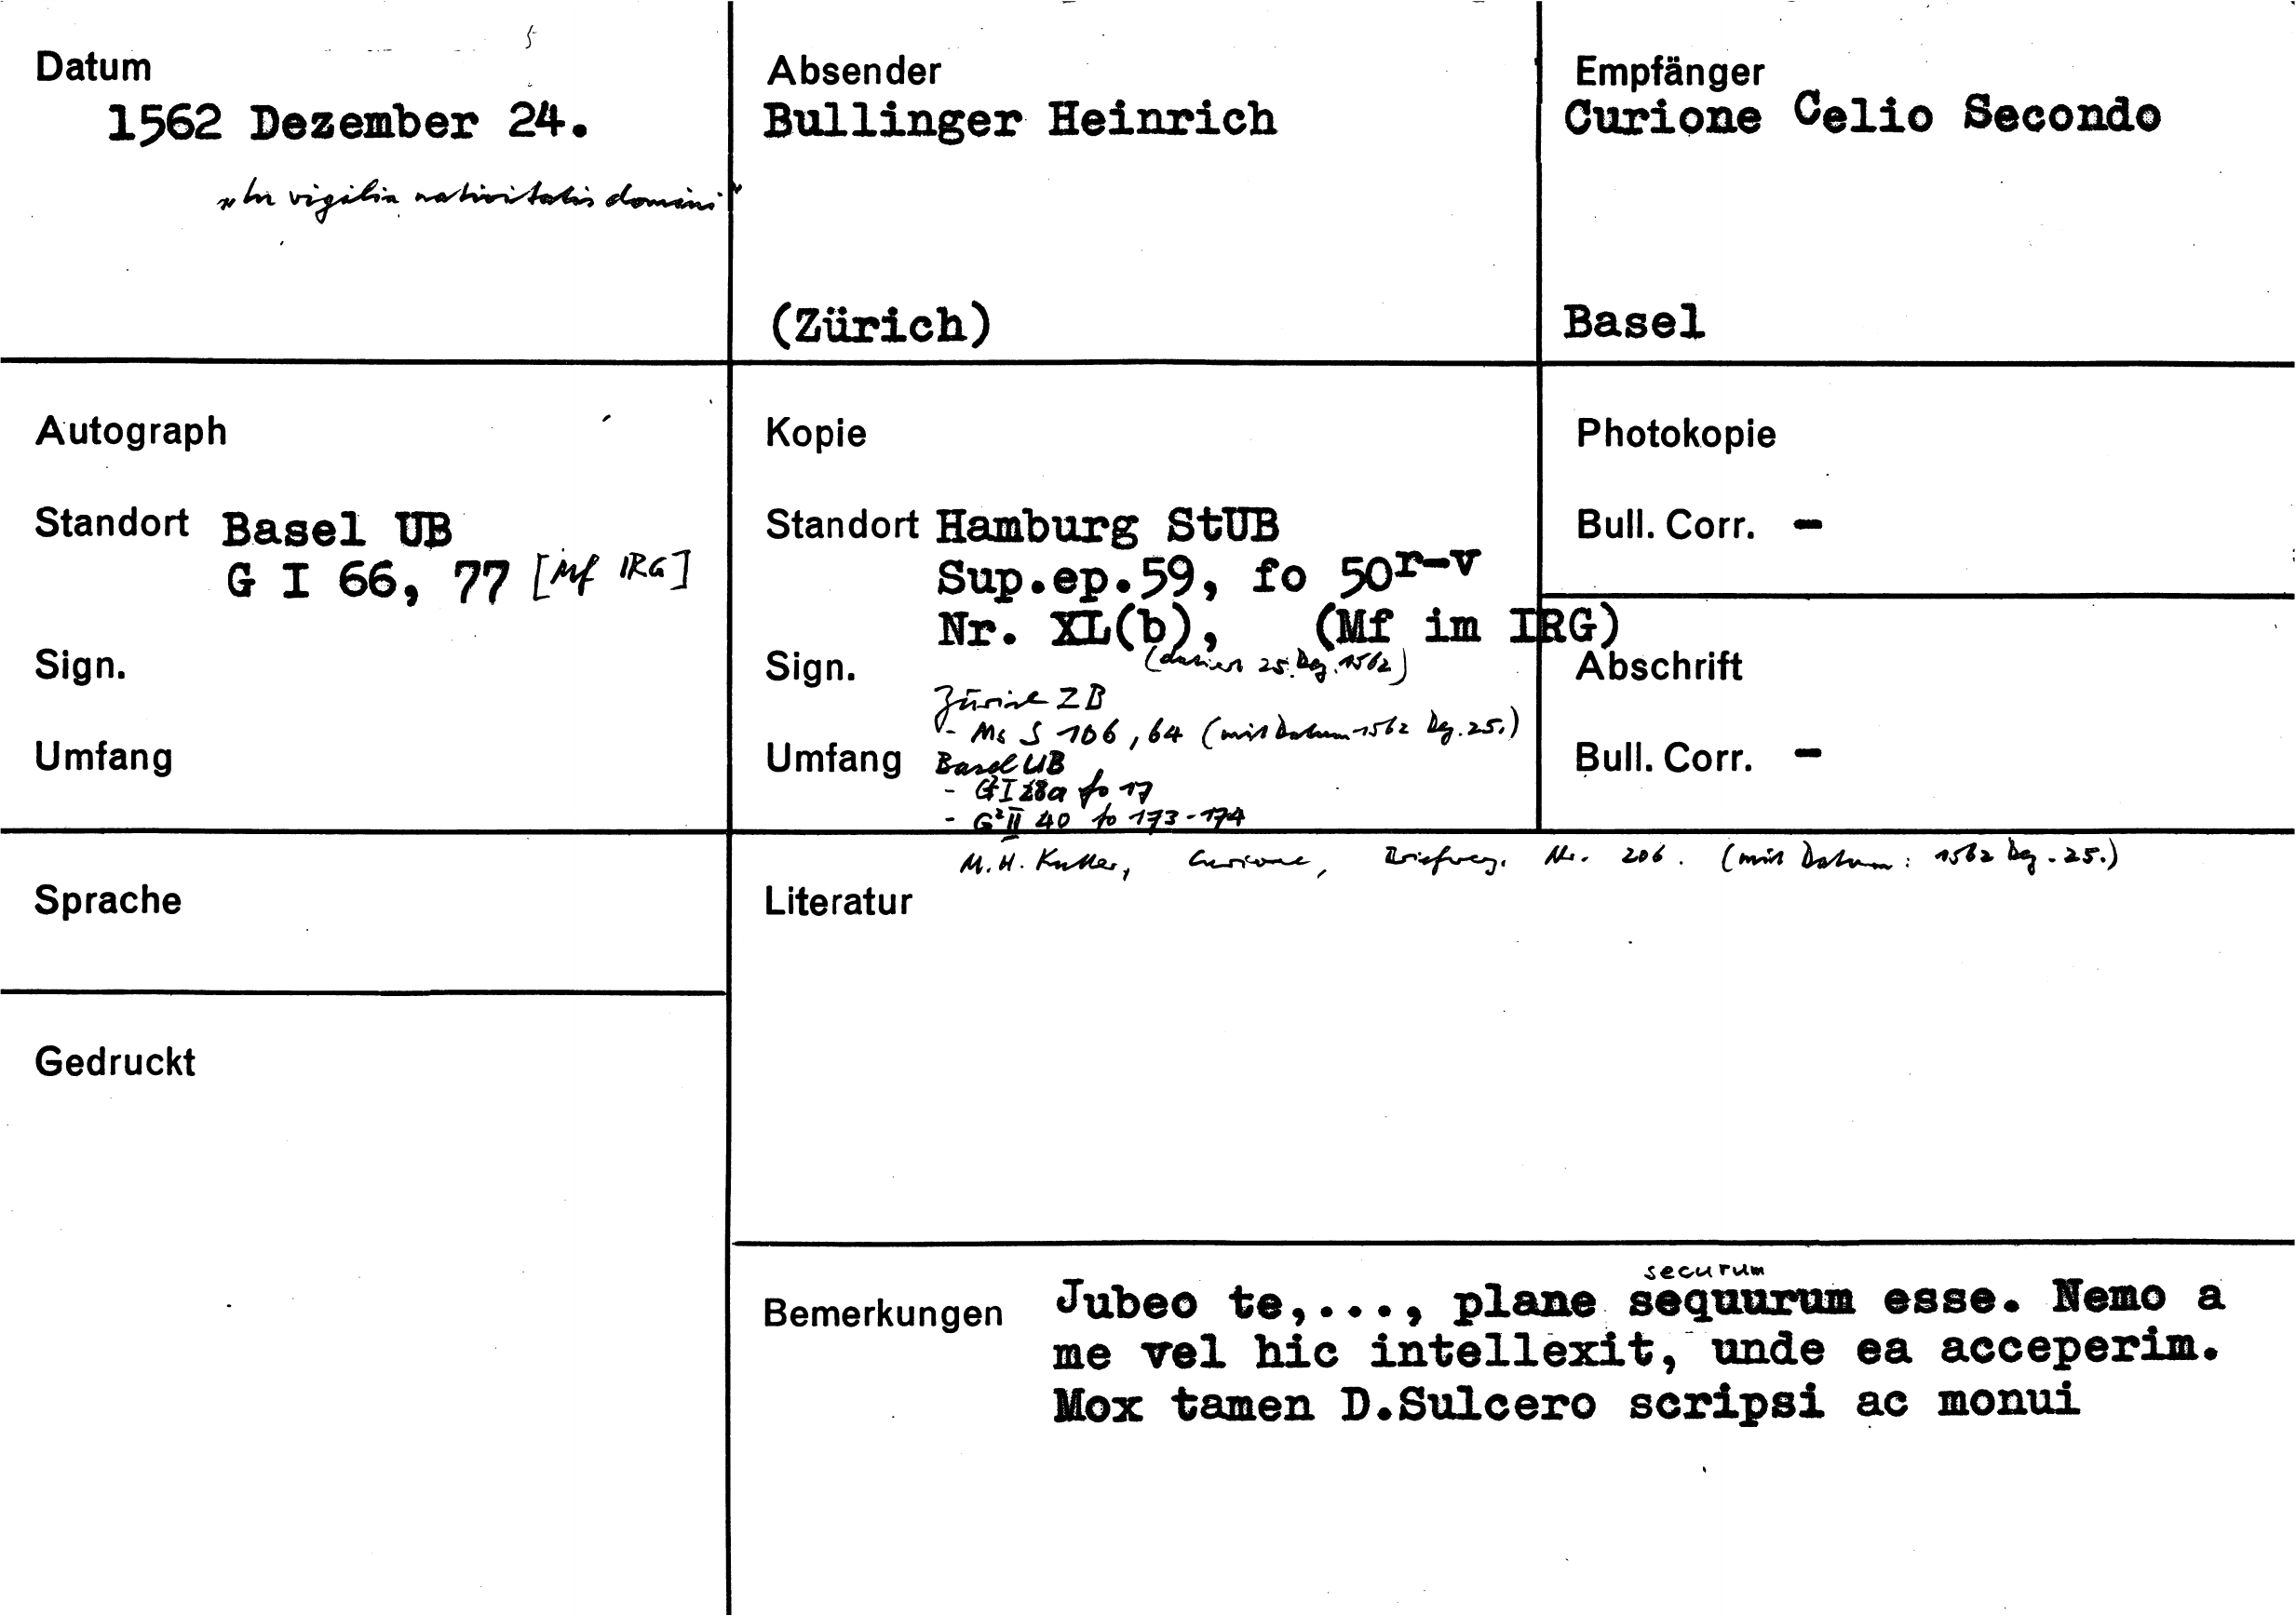 Datum
1562 Dezember 24.
"In vigilia nativitatis domini"
Absender
Bullinger Heinrich
(Zürich)
Empfänger
Curione Celio Secondo
Basel
Autograph
Standort Basel UB
G I 66, 77 [Mf IRG]
Sign.
Umfang
Kopie
Standort Hamburg StUB
Sup.ep.59, fo 50r-v
Nr. XL(b), (Mf im IRG)
(datiert 25. Dez. 1562)
Sign.
Zürich ZB
- Ms S 106, 64 (mit Datum 1562 Dez. 25.)
Umfang Basel UB
- fo 17
- G² II 40 fo 173-174
Photokopie
Bull. Corr. -
Abschrift
Bull. Corr. -
Sprache
Gedruckt
M.H. Kutter, Curione, Briefverz. Nr. 206. (mit Datum: 1562 Dez. 25.)
Literatur
securum
Bemerkungen Jubeo te,..., plane sequurum esse. Nemo a
me vel hic intellexit, unde ea acceperim.
Mox tamen D.Sulcero scripsi ac monui